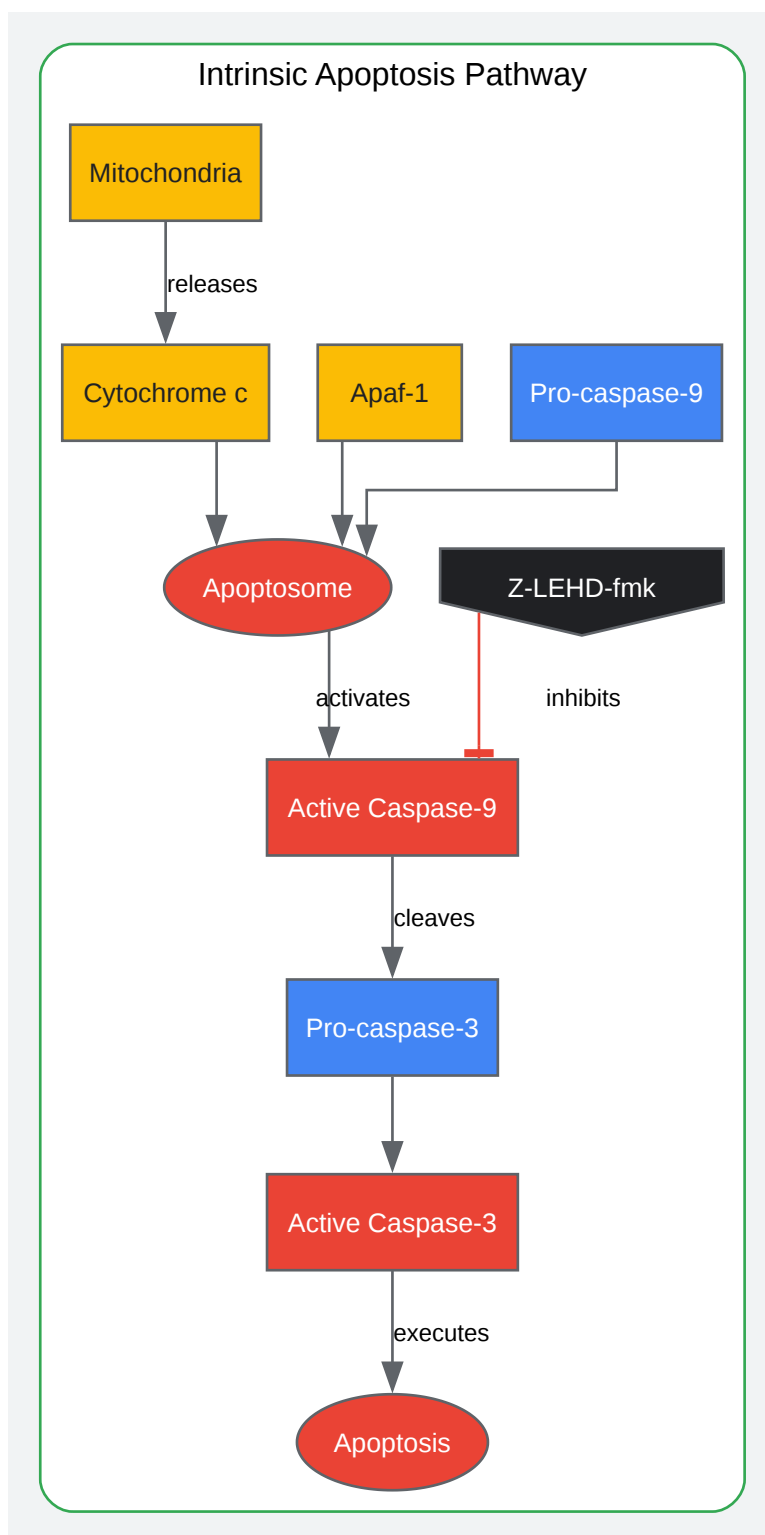 Intrinsic Apoptosis Pathway
Mitochondria
releases
Cytochrome c
Apaf-1
Pro-caspase-9
Apoptosome
Z-LEHD-fmk
activates
inhibits
Active Caspase-9
cleaves
Pro-caspase-3
Active Caspase-3
executes
Apoptosis